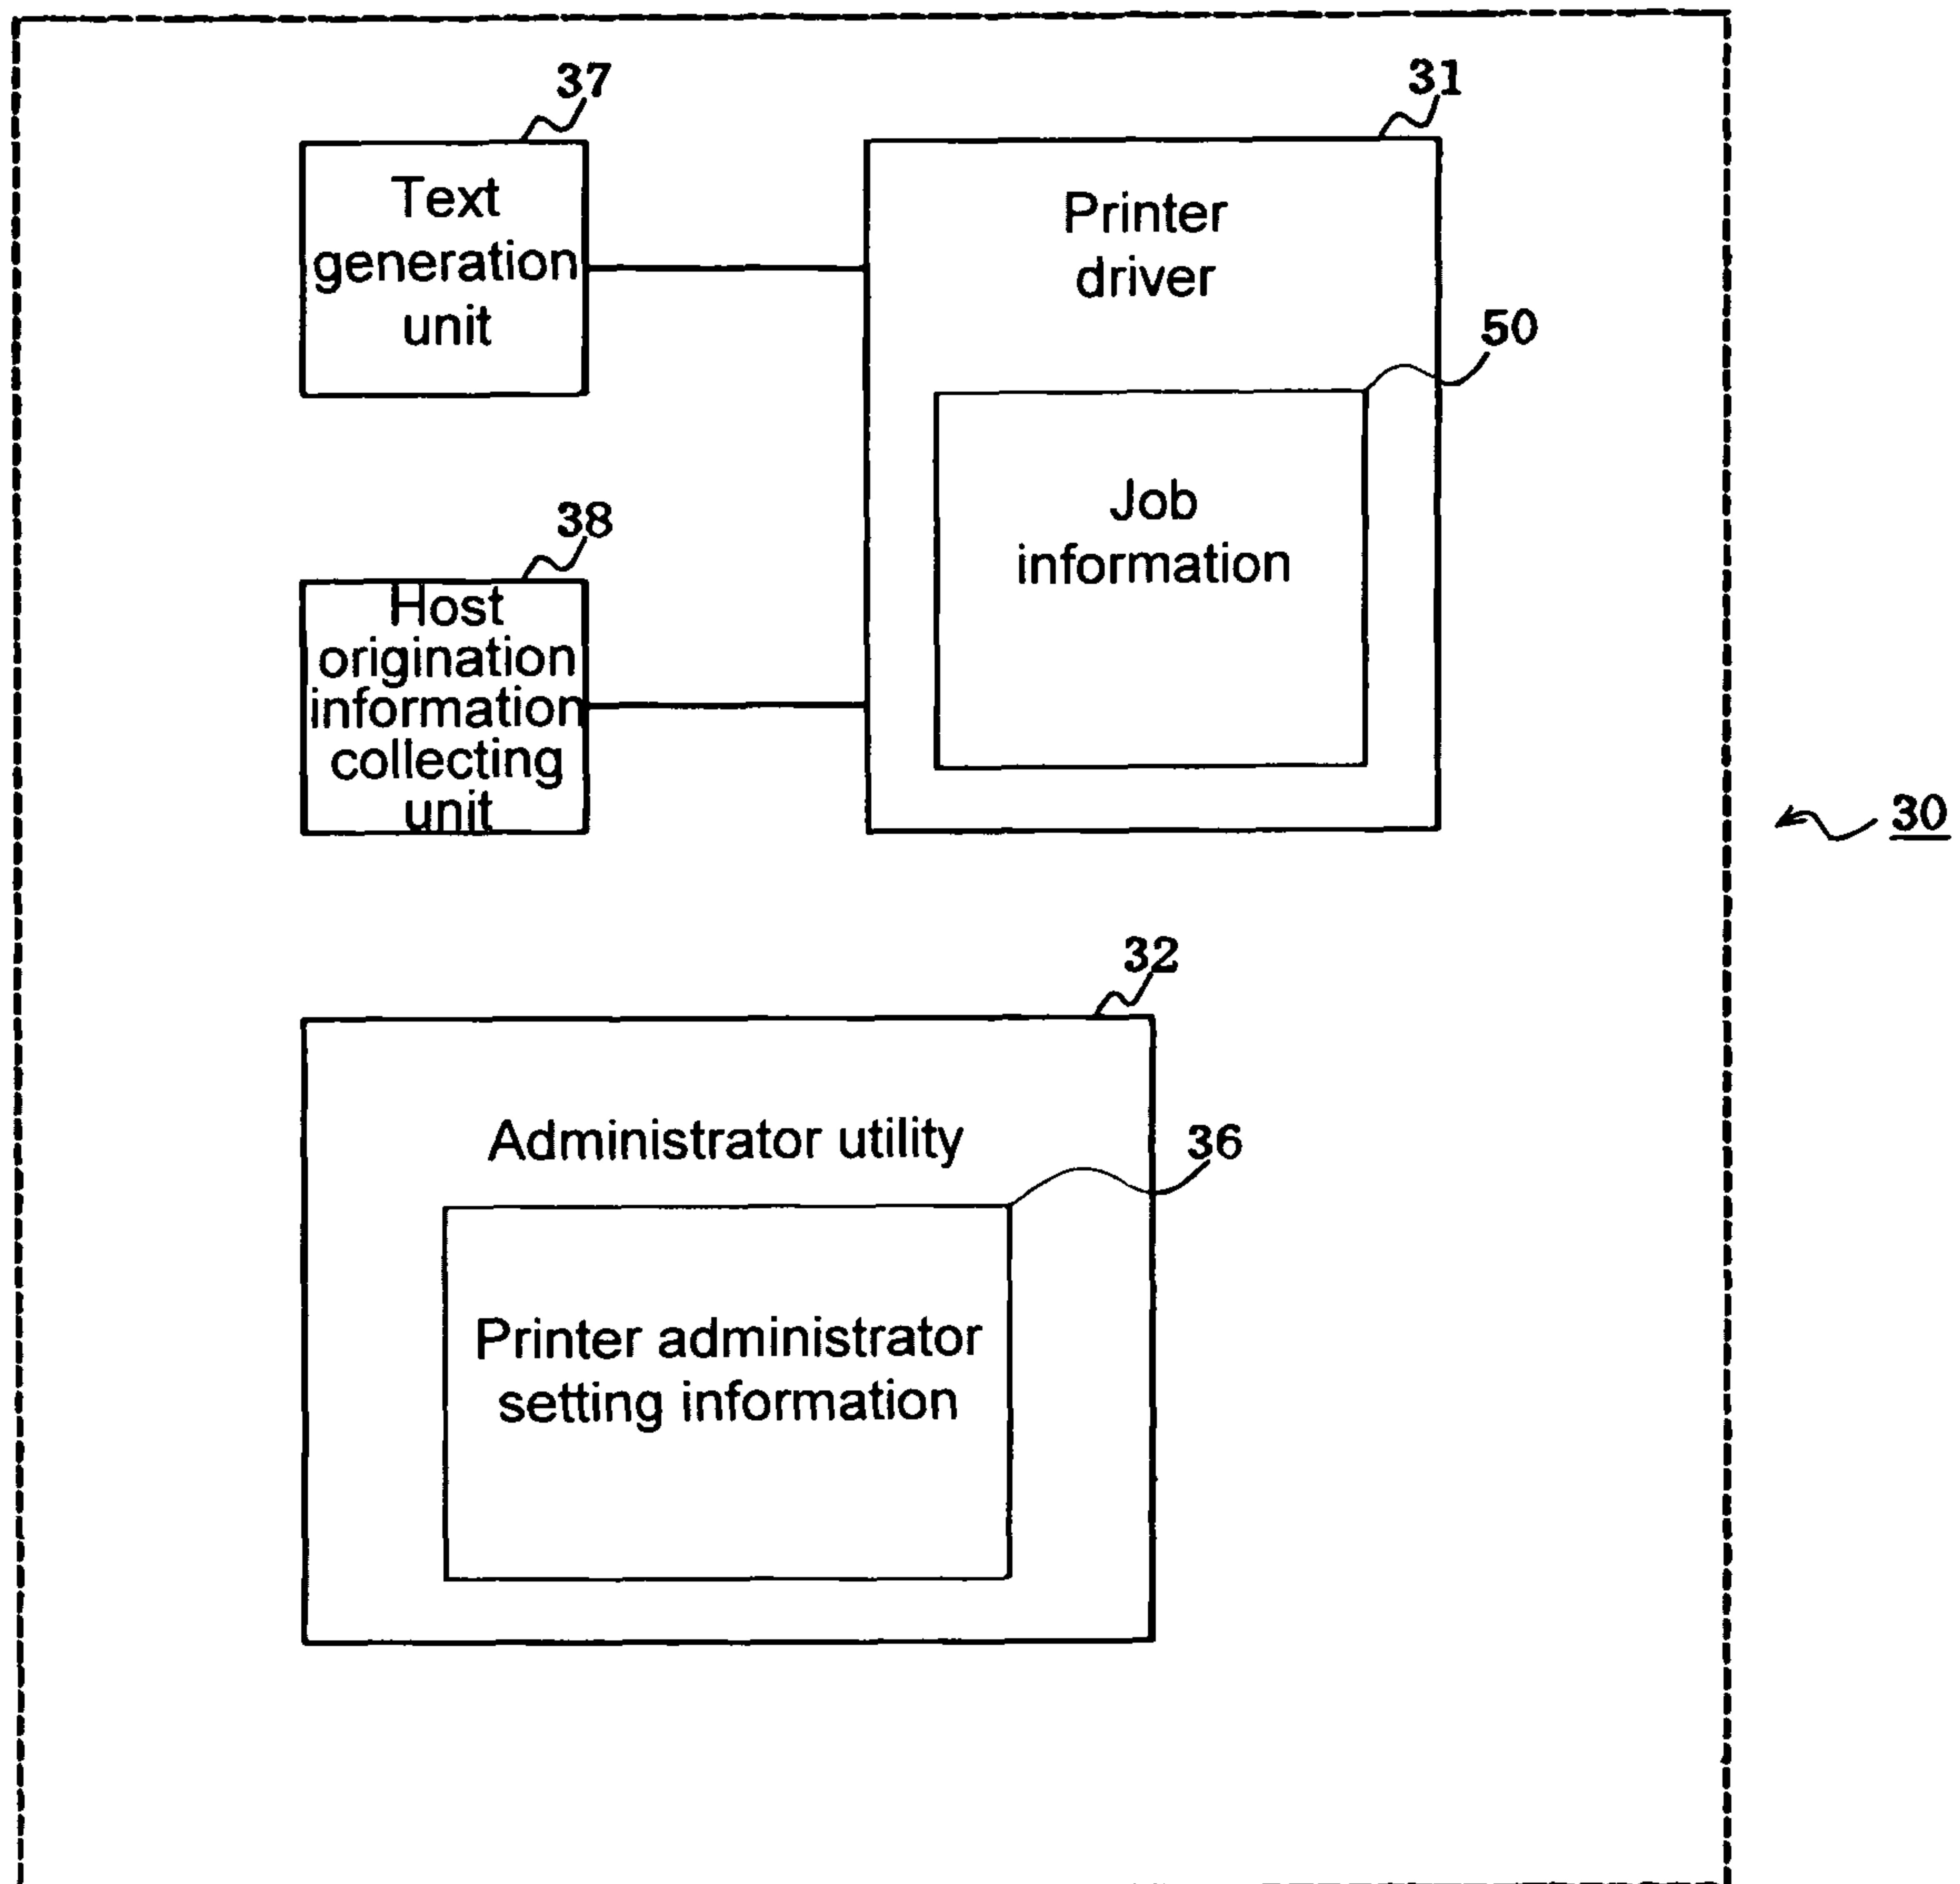 37
Text
generation
unit
31
Printer
driver
50
Job
information
38
Host
origination
information
collecting
unit
30
32
Administrator utility
36
Printer administrator
setting information